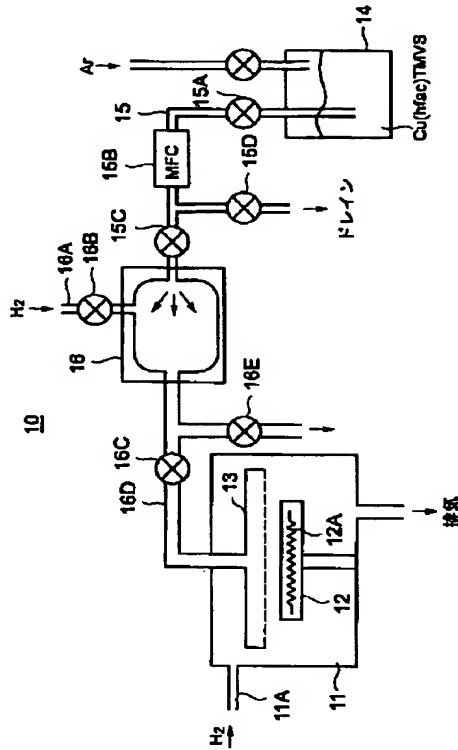 10
Ar
15
15A
15B
MFC
15C
15D
ドレイン
14
Cu(hfac)TMVS
H2
16A
16B
16
16C
16D
16E
13
12A
12
11
11A
H2
排気